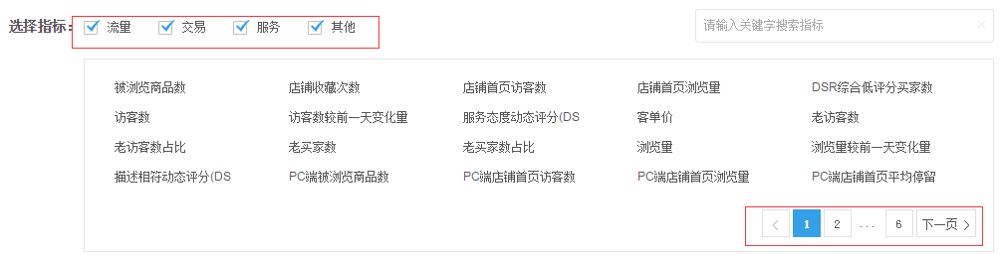 选择指标: 流量 交易 服务 其他 请输入关键字搜索指标
被浏览商品数 店铺收藏次数 店铺首页访客数 店铺首页浏览量 DSR综合低评分买家数
访客数 访客数较前一天变化量 服务态度动态评分(DS 客单价 老访客数
老访客数占比 老买家数 老买家数占比 浏览量 浏览量较前一天变化量
描述相符动态评分(DS PC端被浏览商品数 PC端店铺首页访客数 PC端店铺首页浏览量 PC端店铺首页平均停留
< 1 2 ... 6 下一页 >